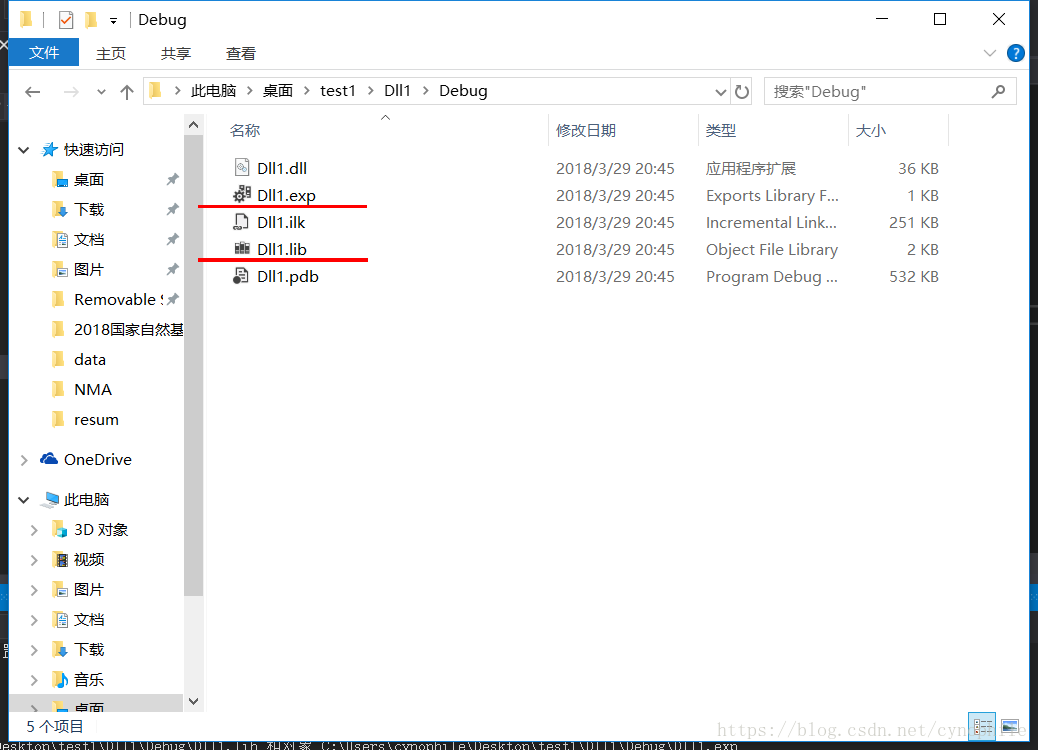 Debug
文件 主页 共享 查看
此电脑 桌面 test1 Dll1 Debug 搜索"Debug"
名称 修改日期 类型 大小
快速访问
桌面
下载
文档
图片
Removable S
2018国家自然基
data
NMA
resum
OneDrive
此电脑
3D 对象
视频
图片
文档
下载
音乐
桌面
Dll1.dll 2018/3/29 20:45 应用程序扩展 36 KB
Dll1.exp 2018/3/29 20:45 Exports Library F... 1 KB
Dll1.ilk 2018/3/29 20:45 Incremental Link... 251 KB
Dll1.lib 2018/3/29 20:45 Object File Library 2 KB
Dll1.pdb 2018/3/29 20:45 Program Debug ... 532 KB
5 个项目
https://blog.csdn.net/cynophile
esktop\test1\Dll1\Debug\Dll1.lib 和对象 C:\Users\cynophile\Desktop\test1\Dll1\Debug\Dll1.exp